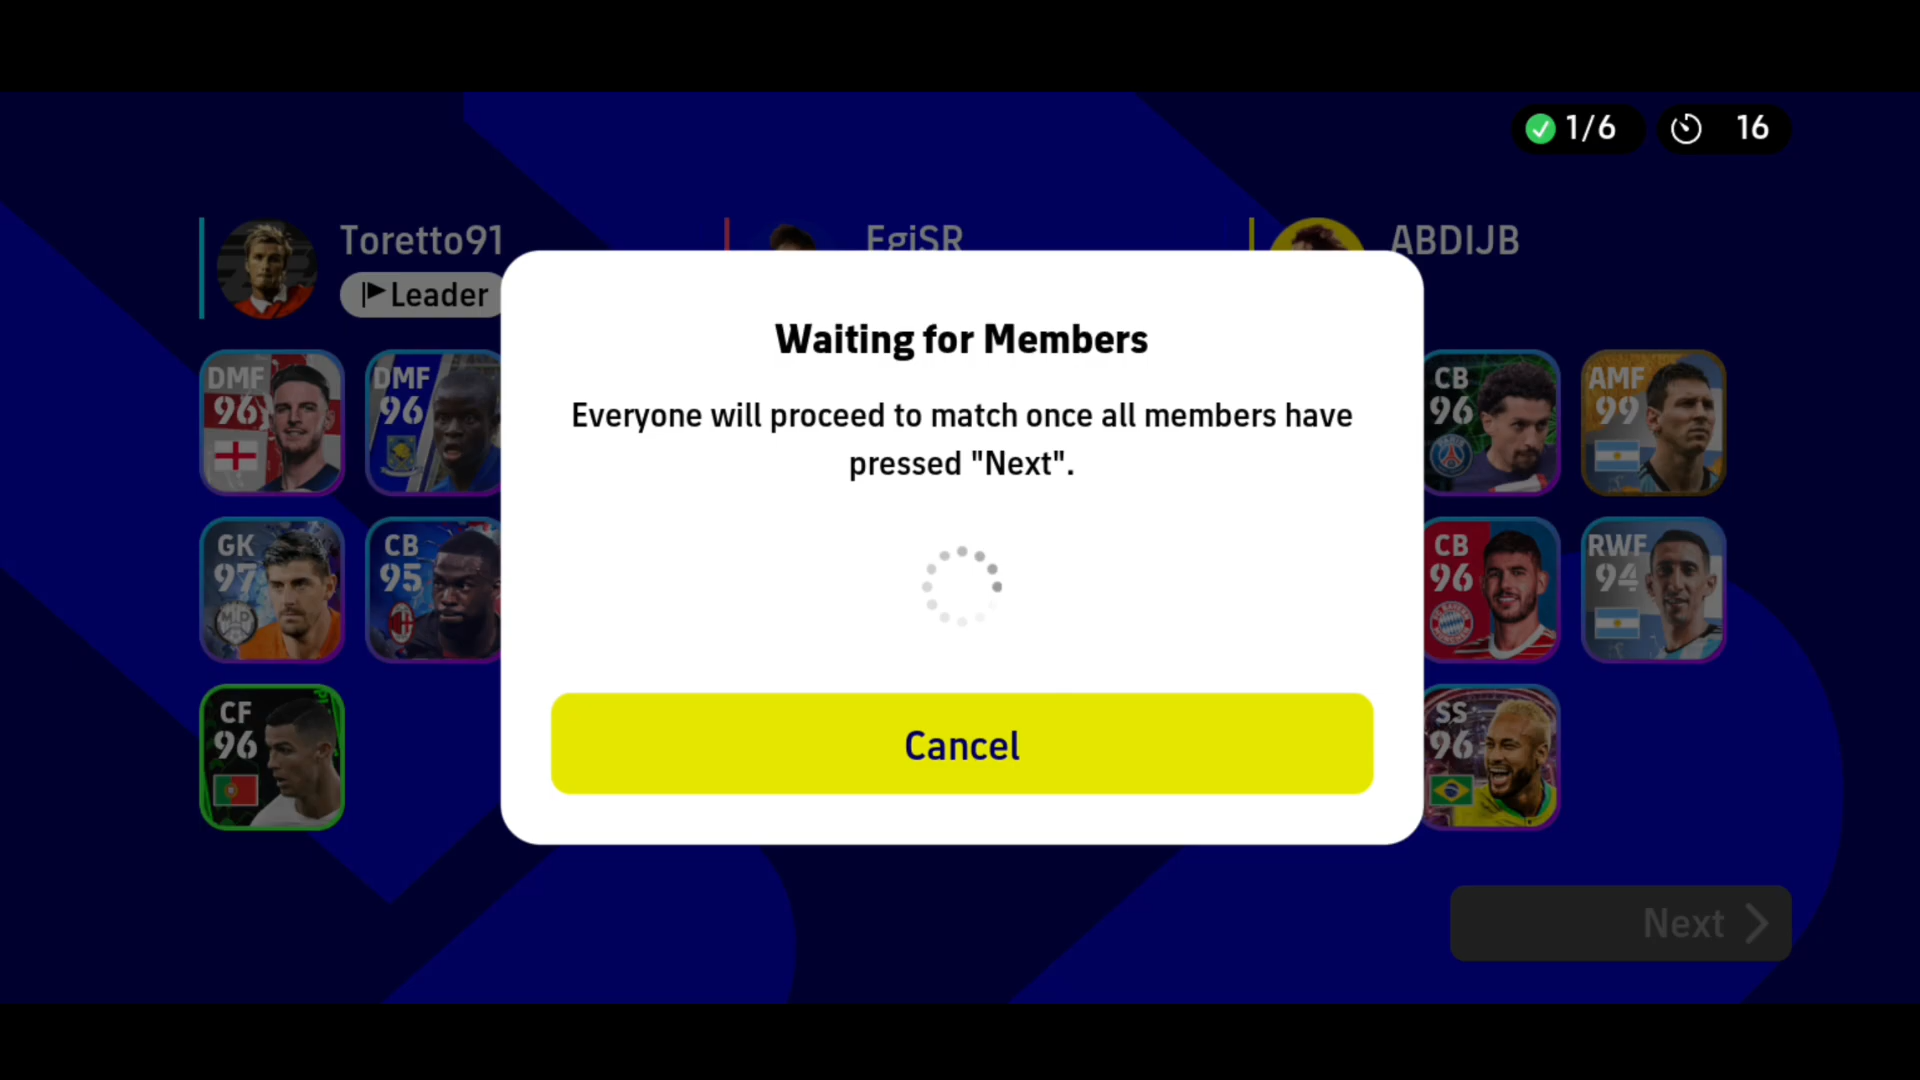 1/6 16
Toretto91 EgiSR ABDIJB
Leader
Waiting for Members
Everyone will proceed to match once all members have
pressed "Next".
DMF DMF CB AMF
96 96 96 99
GK CB CB RWF
97 95 96 94
CF SS
96 96
Cancel
Next